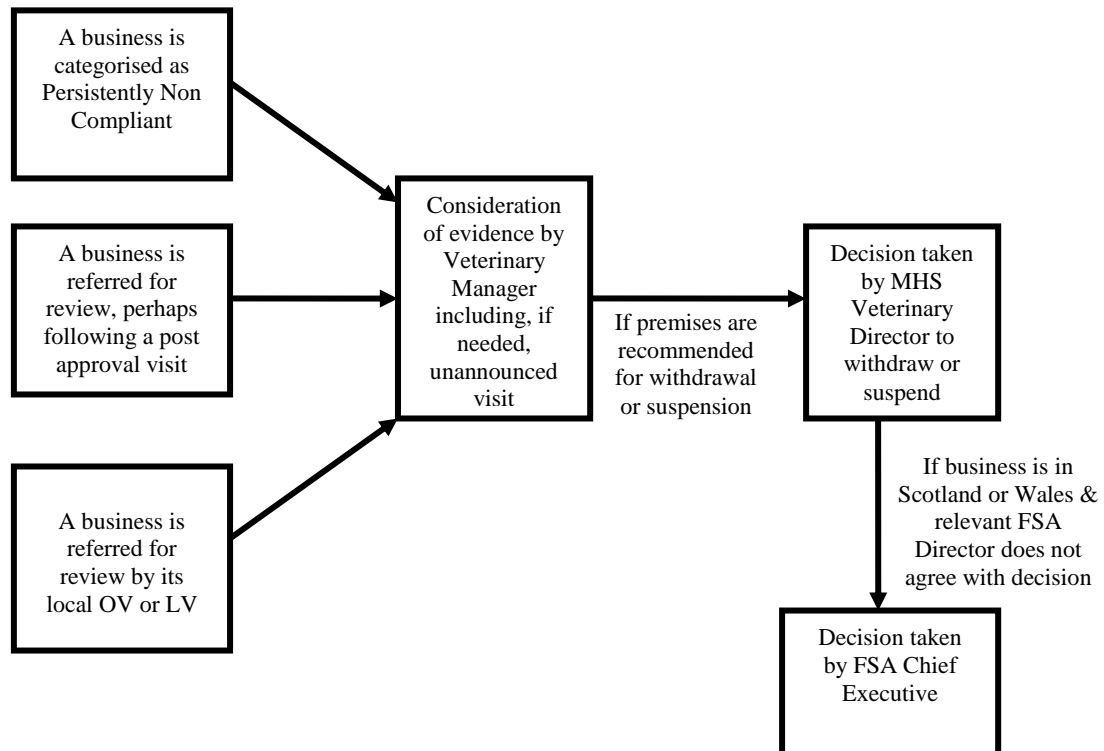 A business is
categorised as
Persistently Non
Compliant
A business is
referred for
review, perhaps
following a post
approval visit
A business is
referred for
review by its
local OV or LV
Consideration
of evidence by
Veterinary
Manager
including, if
needed,
unannounced
visit
If premises are
recommended
for withdrawal
or suspension
Decision taken
by MHS
Veterinary
Director to
withdraw or
suspend
If business is in
Scotland or Wales &
relevant FSA
Director does not
agree with decision
Decision taken
by FSA Chief
Executive